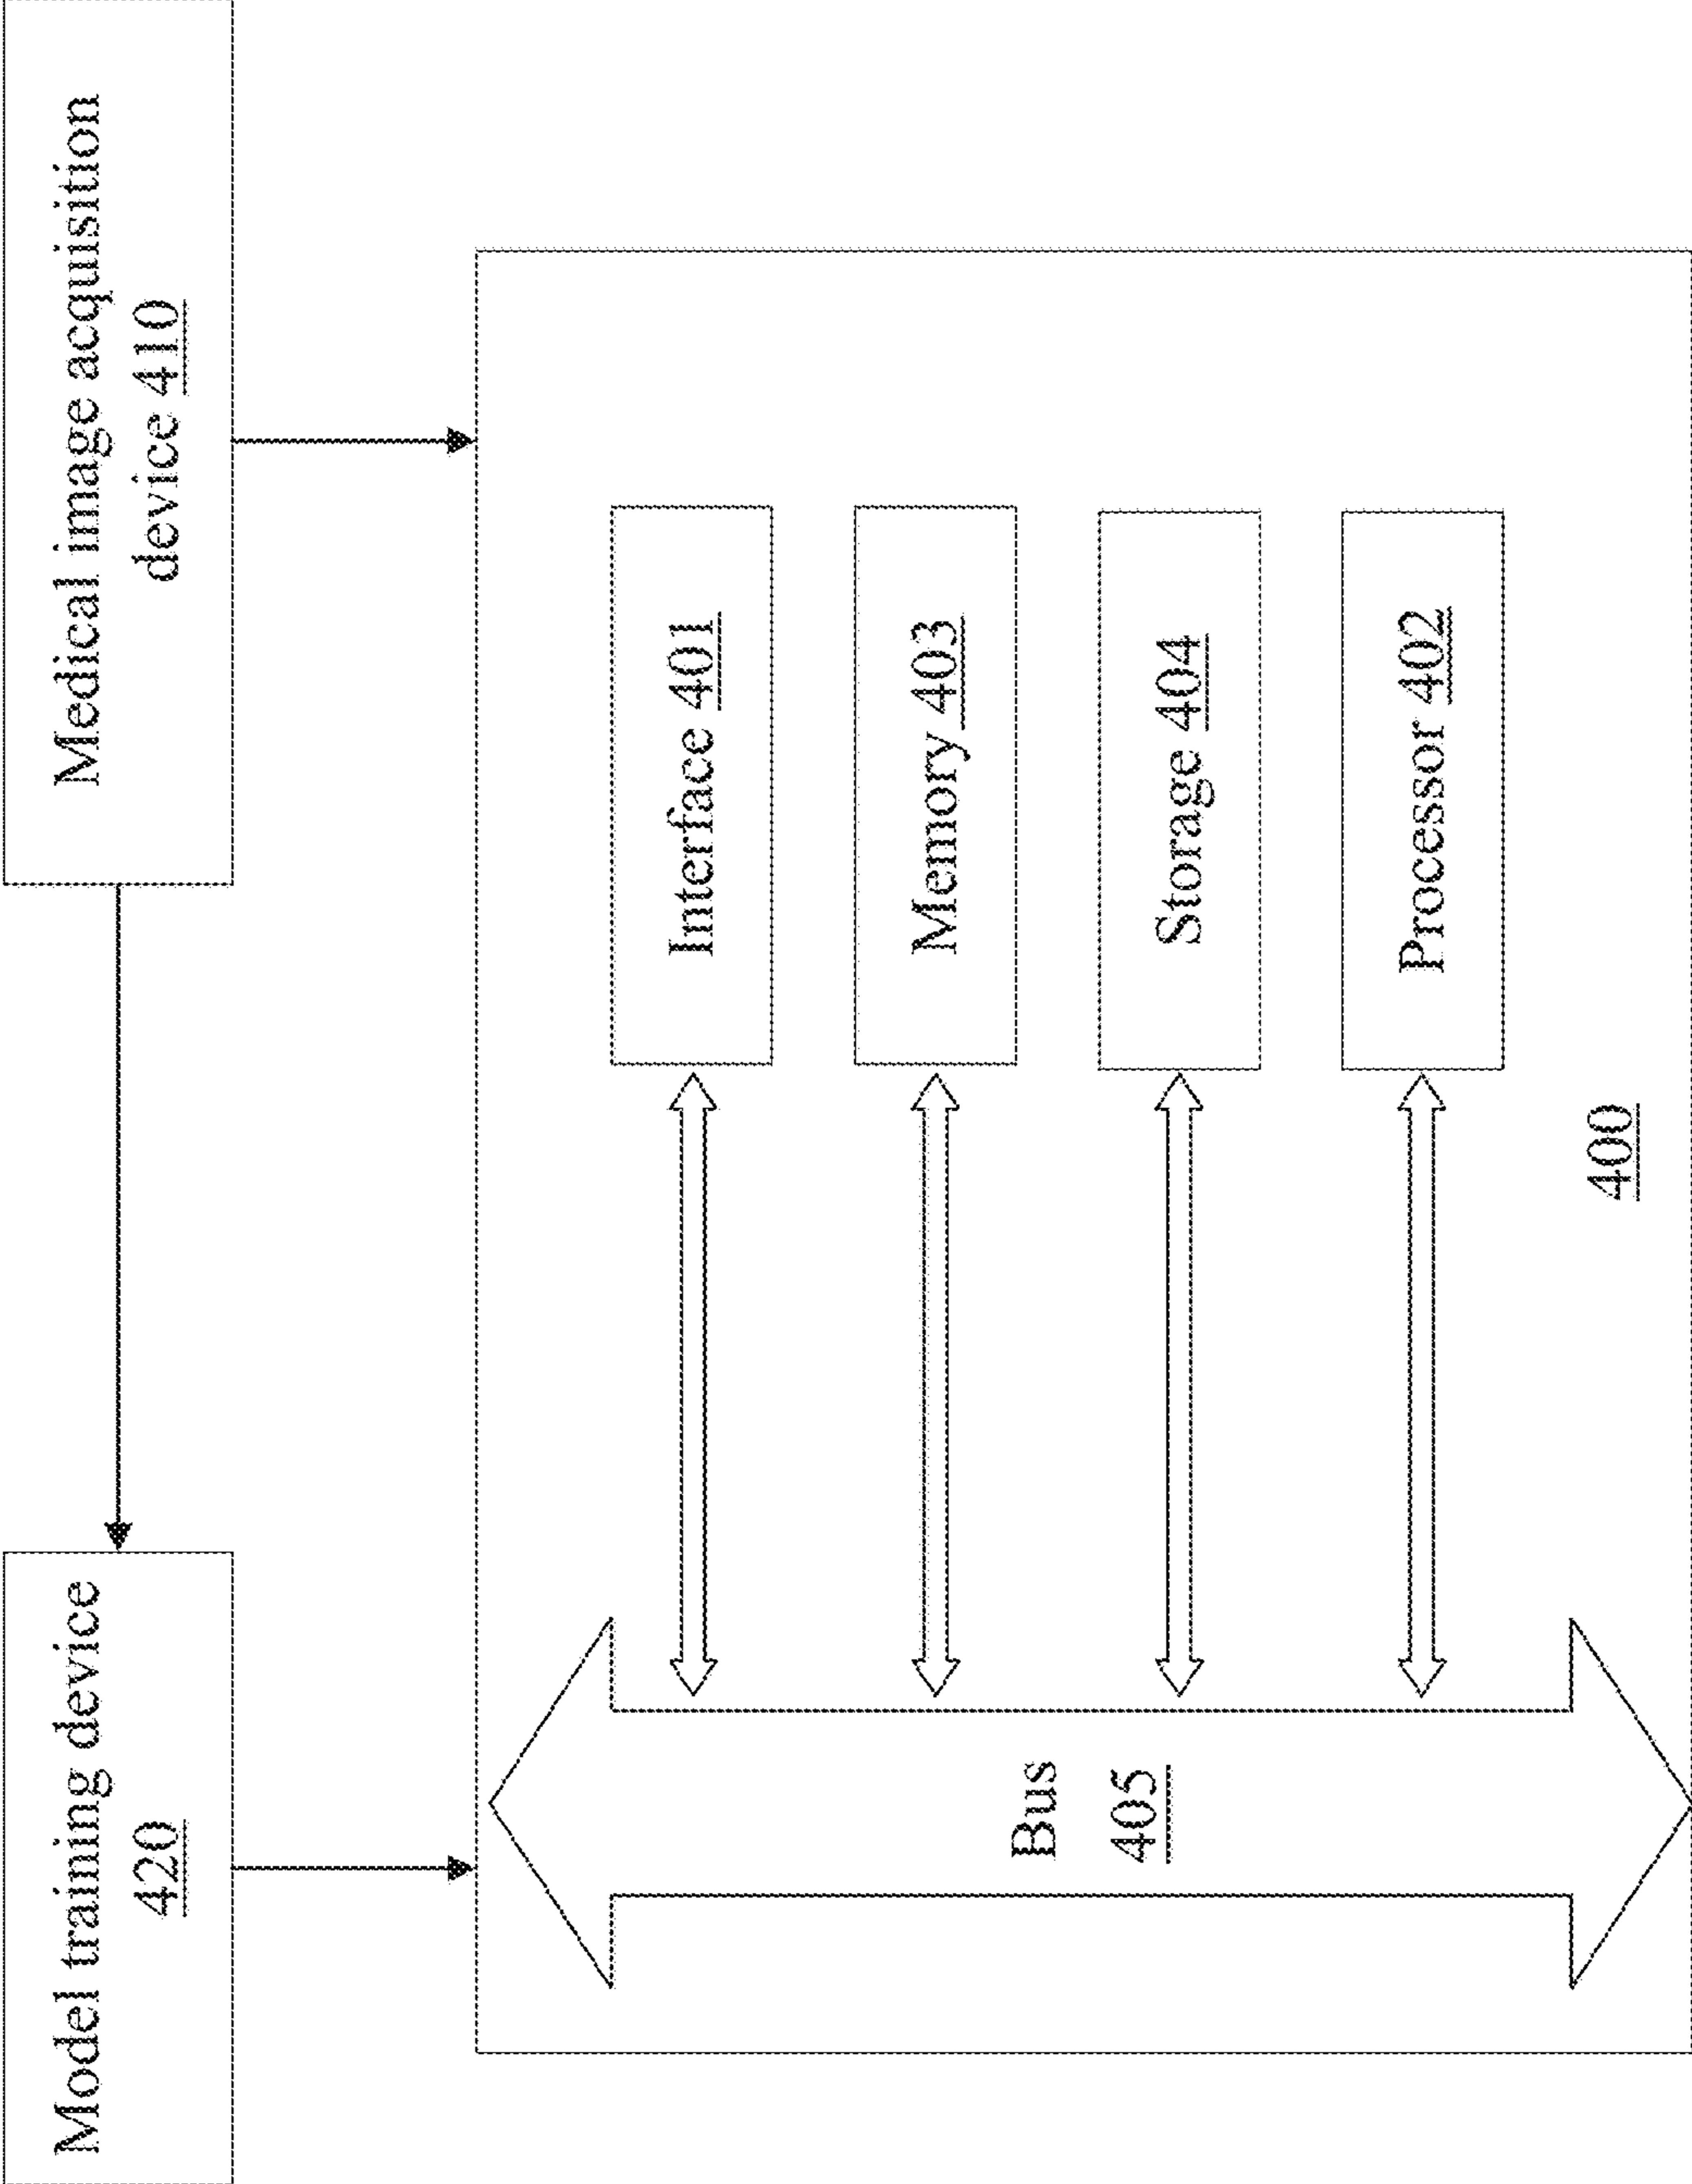 Model training device
420
Medical image acquisition
device 410
Bus
405
Interface 401
Memory 403
Storage 404
Processor 402
400